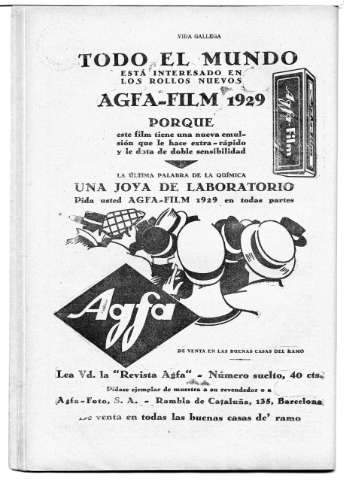 VIDA GALLEGA
TODO EL MUNDO
ESTÁ INTERESADO EN
LOS ROLLOS NUEVOS
AGFA-FILM 1929
PORQUE
este film tiene una nueva emul-
sión que le hace extra-rápido
y le dota de doble sensibilidad
Agfa-Film
LA ÚLTIMA PALABRA DE LA QUÍMICA
UNA JOYA DE LABORATORIO
Pida usted AGFA-FILM 1929 en todas partes
Agfa
DE VENTA EN LAS BUENAS CASAS DEL RAMO
Lea Vd. la "Revista Agfa" - Número suelto, 40 cts.
Pídase ejemplar de muestra a su revendedor o a
Agfa-Foto, S. A. - Rambla de Cataluña, 135, Barcelona
De venta en todas las buenas casas de' ramo